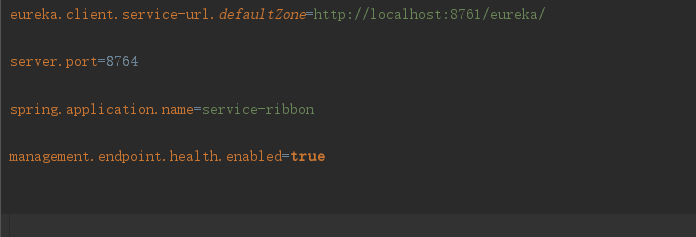 eureka.client.service-url.defaultZone=http://localhost:8761/eureka/
server.port=8764
spring.application.name=service-ribbon
management.endpoint.health.enabled=true